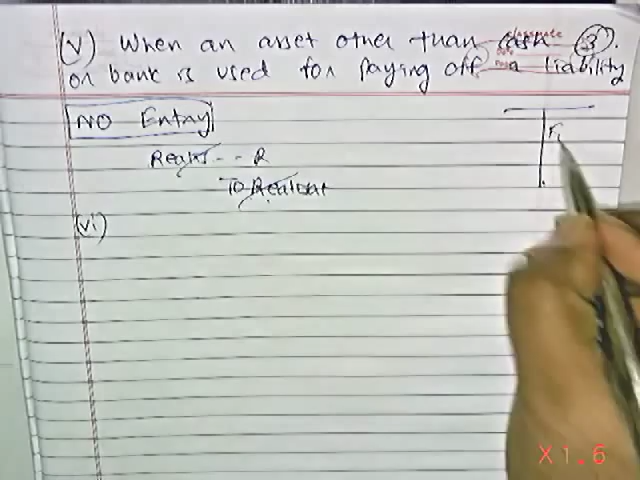 (v) When an asset other than cash (3)
or bank is used for paying off a liability
NO Entry
Realis - - R
To Realisat
(vi)
X1.6